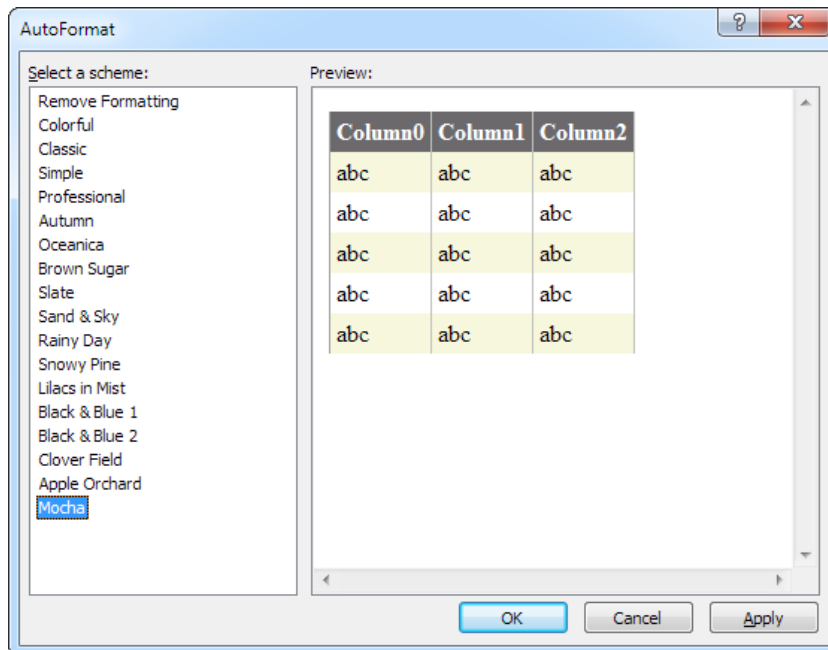 AutoFormat
Select a scheme:
Remove Formatting
Colorful
Classic
Simple
Professional
Autumn
Oceanica
Brown Sugar
Slate
Sand & Sky
Rainy Day
Snowy Pine
Lilacs in Mist
Black & Blue 1
Black & Blue 2
Clover Field
Apple Orchard
Mocha
Preview:
Column0 Column1 Column2
abc abc abc
abc abc abc
abc abc abc
abc abc abc
abc abc abc
OK Cancel Apply